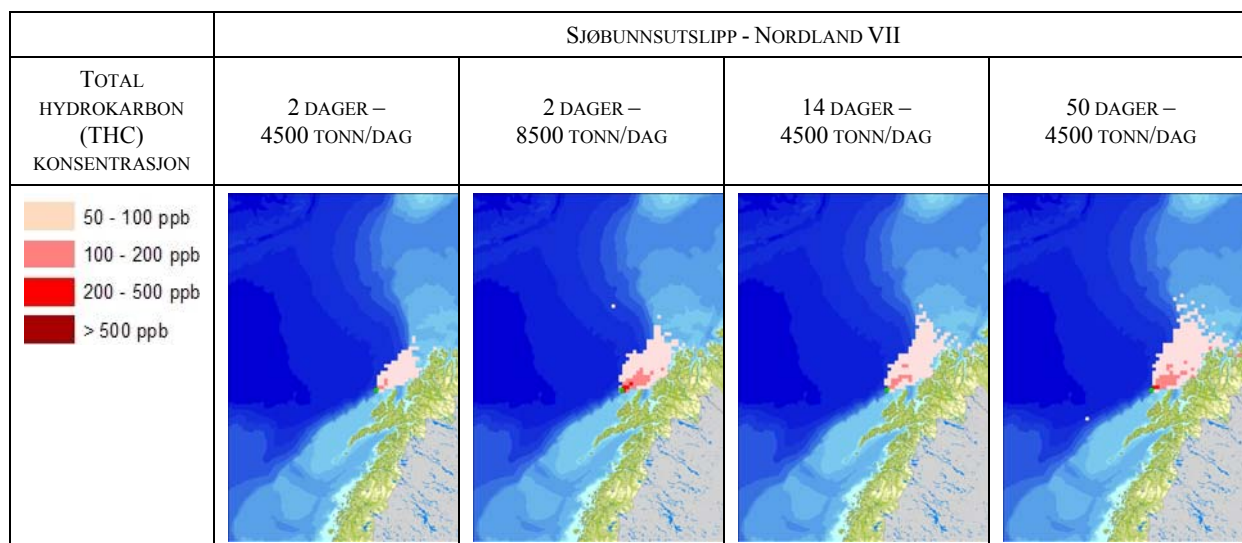 SJØBUNNSUTSLIPP - NORDLAND VII
TOTAL
HYDROKARBON
(THC)
KONSENTRASJON
2 DAGER –
4500 TONN/DAG
2 DAGER –
8500 TONN/DAG
14 DAGER –
4500 TONN/DAG
50 DAGER –
4500 TONN/DAG
50 - 100 ppb
100 - 200 ppb
200 - 500 ppb
> 500 ppb